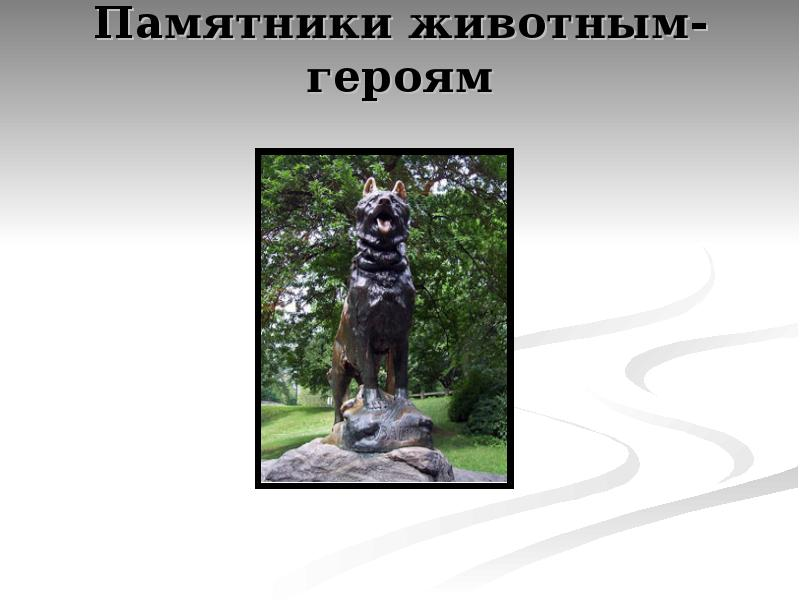 Памятники животным-
героям